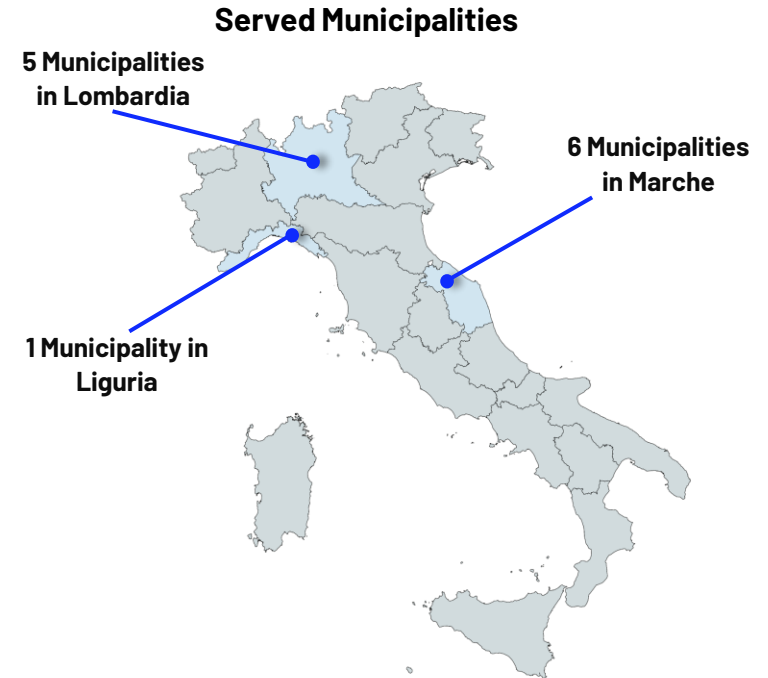 Served Municipalities
5 Municipalities
in Lombardia
6 Municipalities
in Marche
1 Municipality in
Liguria